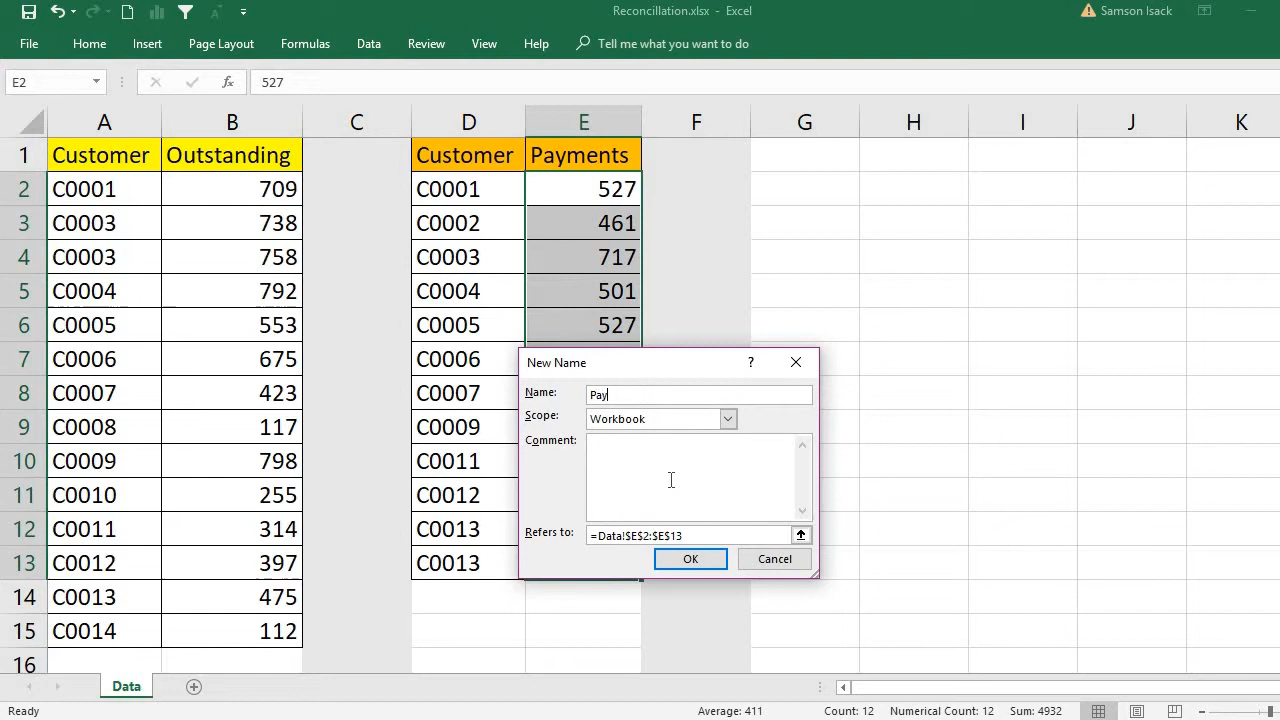 Reconcillation.xlsx - Excel
Samson Isack
File Home Insert Page Layout Formulas Data Review View Help Tell me what you want to do
E2 fx 527
A B C D E F G H I J K
1 Customer Outstanding Customer Payments
2 C0001 709 C0001 527
3 C0003 738 C0002 461
4 C0003 758 C0003 717
5 C0004 792 C0004 501
6 C0005 553 C0005 527
7 C0006 675 C0006
8 C0007 423 C0007
9 C0008 117 C0009
10 C0009 798 C0011
11 C0010 255 C0012
12 C0011 314 C0013
13 C0012 397 C0013
14 C0013 475
15 C0014 112
16
New Name ?
Name: Pay
Scope: Workbook
Comment:
Refers to: =Data!$E$2:$E$13
OK Cancel
Data
Ready Average: 411 Count: 12 Numerical Count: 12 Sum: 4932